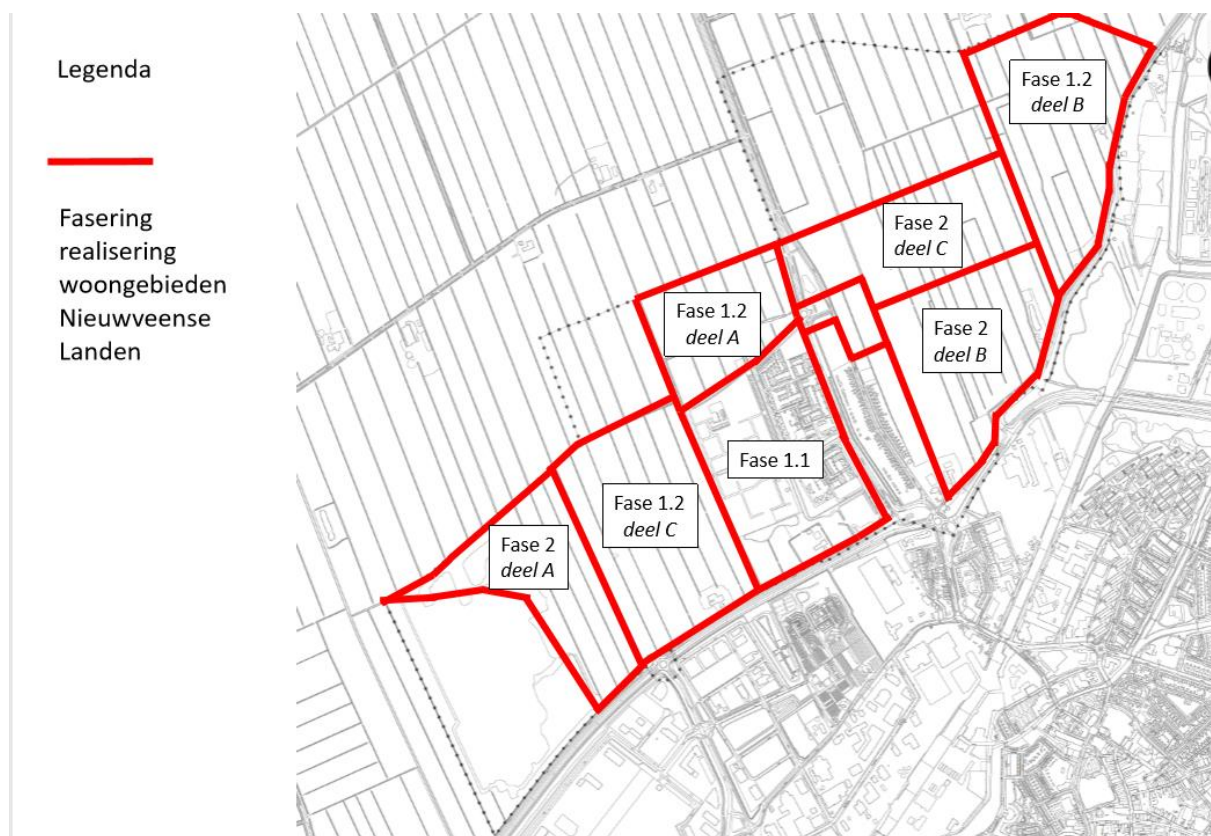 Legenda
Fasering
realisering
woongebieden
Nieuwveense
Landen
Fase 1.2
deel B
Fase 2
deel C
Fase 1.2
deel A
Fase 2
deel B
Fase 1.1
Fase 1.2
deel C
Fase 2
deel A